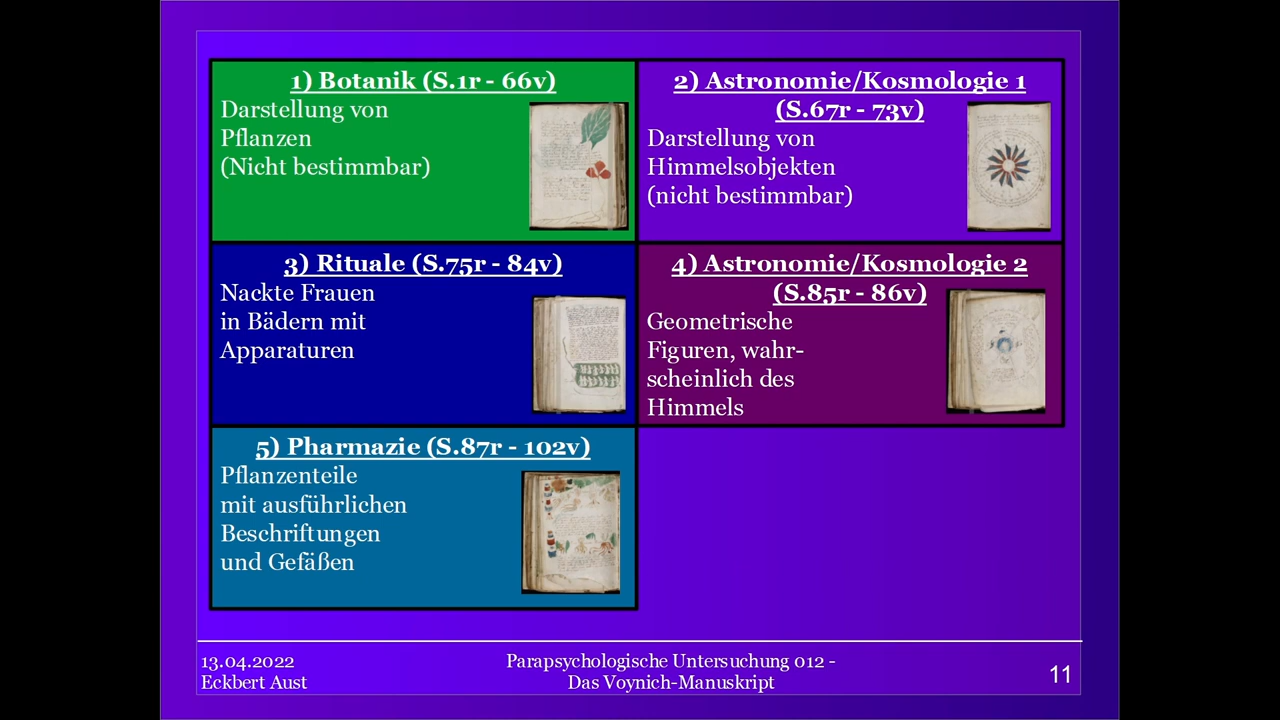 1) Botanik (S.1r - 66v)
Darstellung von
Pflanzen
(Nicht bestimmbar)
2) Astronomie/Kosmologie 1
(S.67r - 73v)
Darstellung von
Himmelsobjekten
(nicht bestimmbar)
3) Rituale (S.75r - 84v)
Nackte Frauen
in Bädern mit
Apparaturen
4) Astronomie/Kosmologie 2
(S.85r - 86v)
Geometrische
Figuren, wahr-
scheinlich des
Himmels
5) Pharmazie (S.87r - 102v)
Pflanzenteile
mit ausführlichen
Beschriftungen
und Gefäßen
13.04.2022
Eckbert Aust
Parapsychologische Untersuchung 012 -
Das Voynich-Manuskript
11